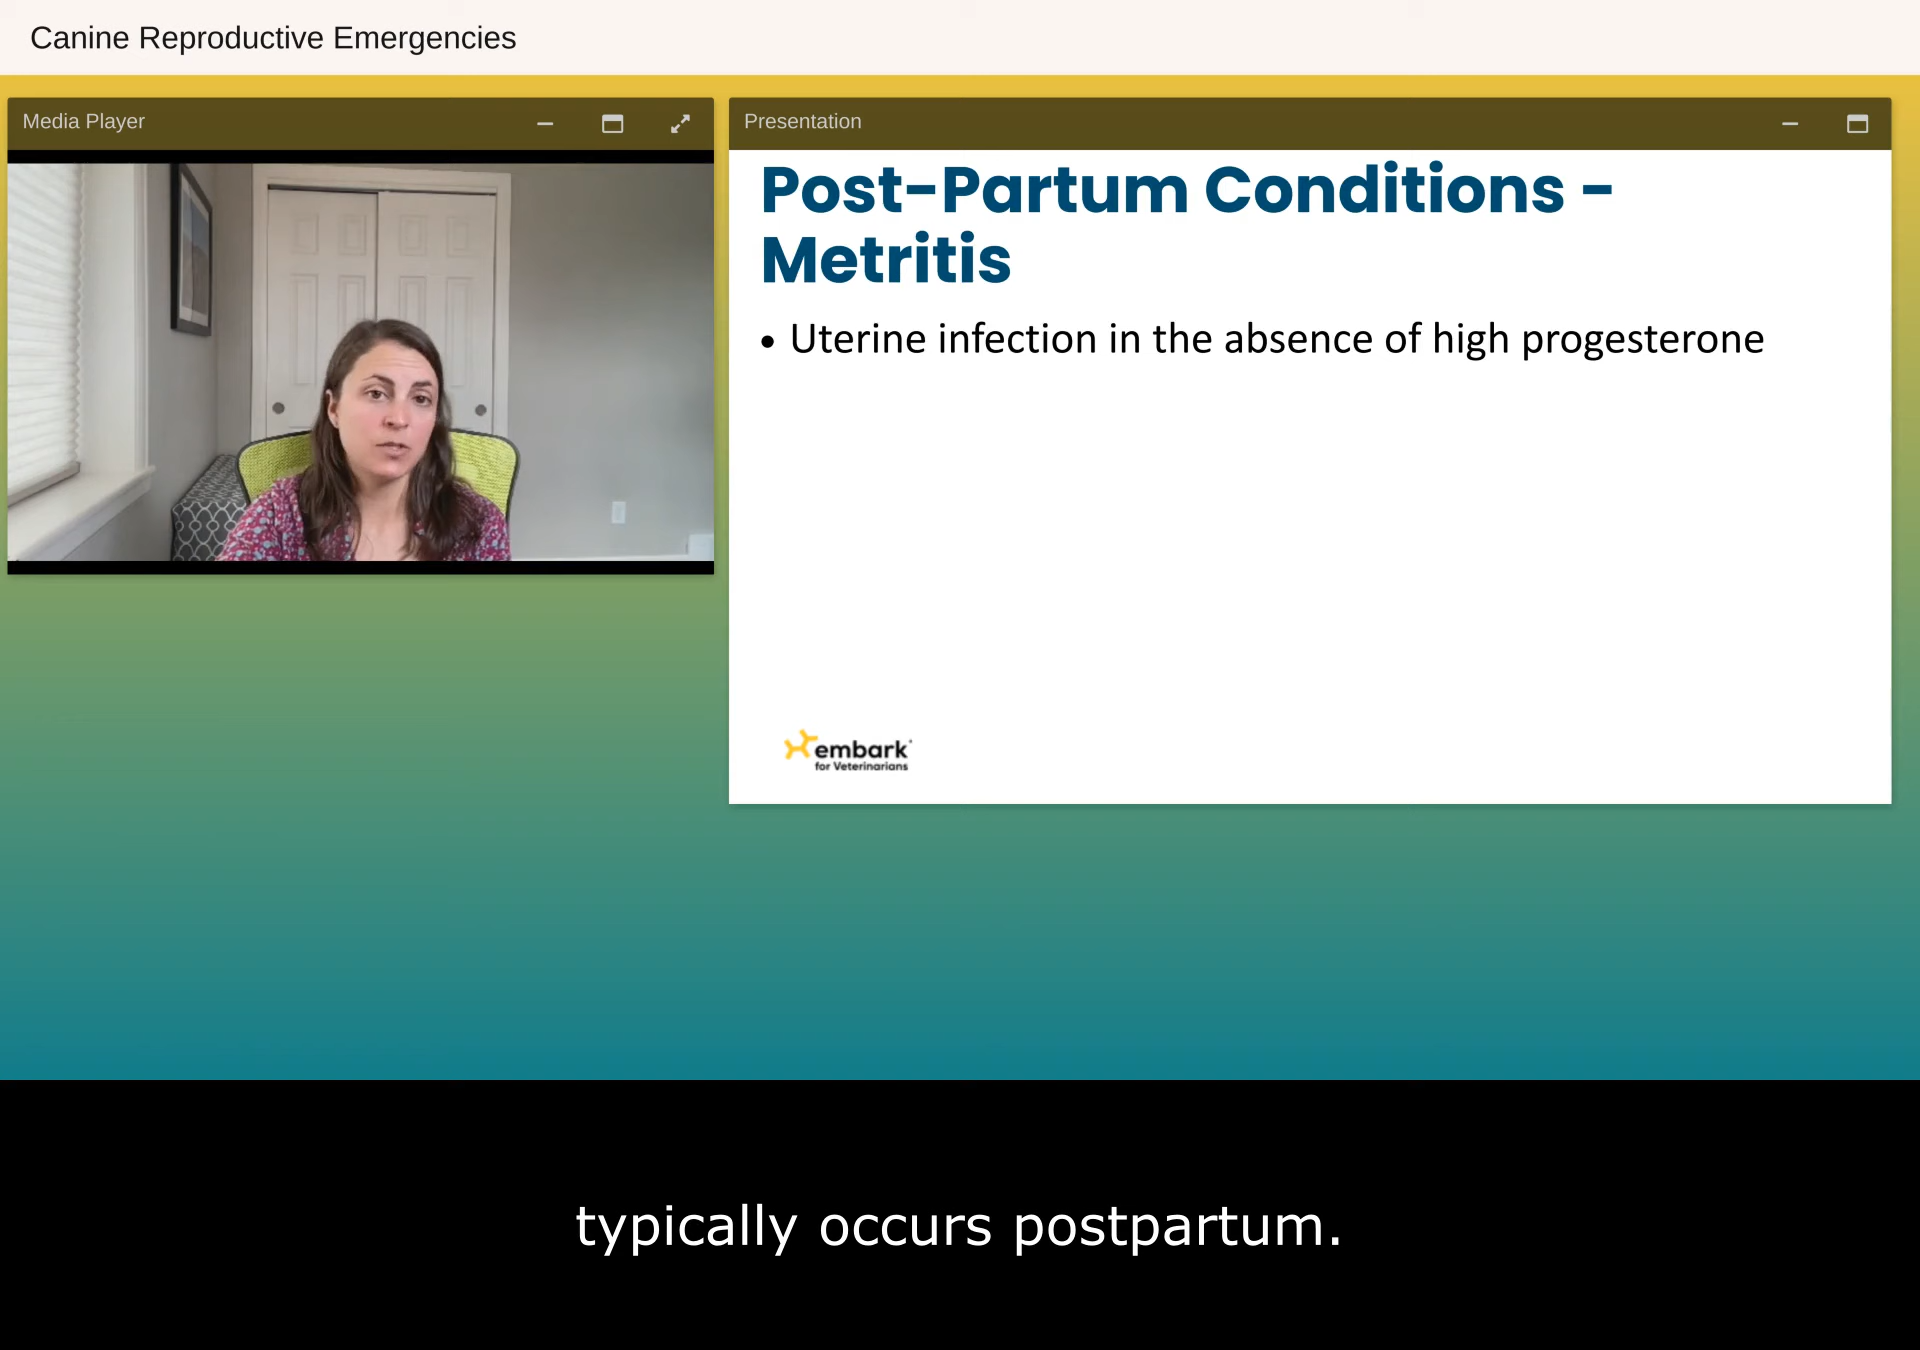 Canine Reproductive Emergencies
Media Player
Presentation
Post-Partum Conditions -
Metritis
• Uterine infection in the absence of high progesterone
embark
for Veterinarians
typically occurs postpartum.